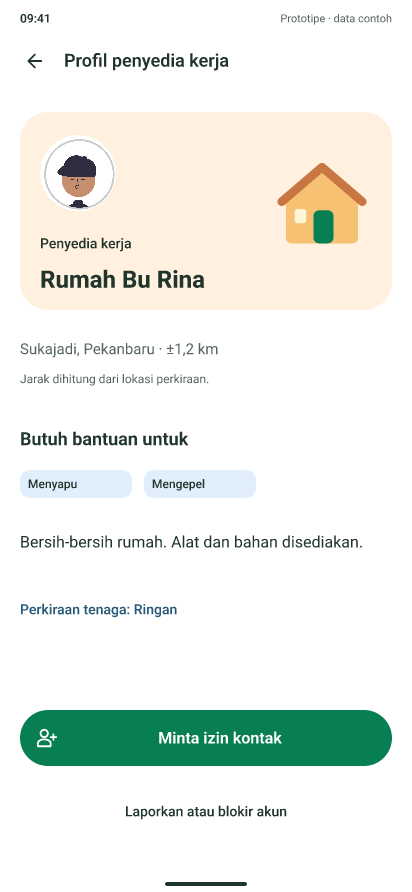 09:41
Prototipe · data contoh
Profil penyedia kerja
Penyedia kerja
Rumah Bu Rina
Sukajadi, Pekanbaru · ±1,2 km
Jarak dihitung dari lokasi perkiraan.
Butuh bantuan untuk
Menyapu
Mengepel
Bersih-bersih rumah. Alat dan bahan disediakan.
Perkiraan tenaga: Ringan
Minta izin kontak
Laporkan atau blokir akun